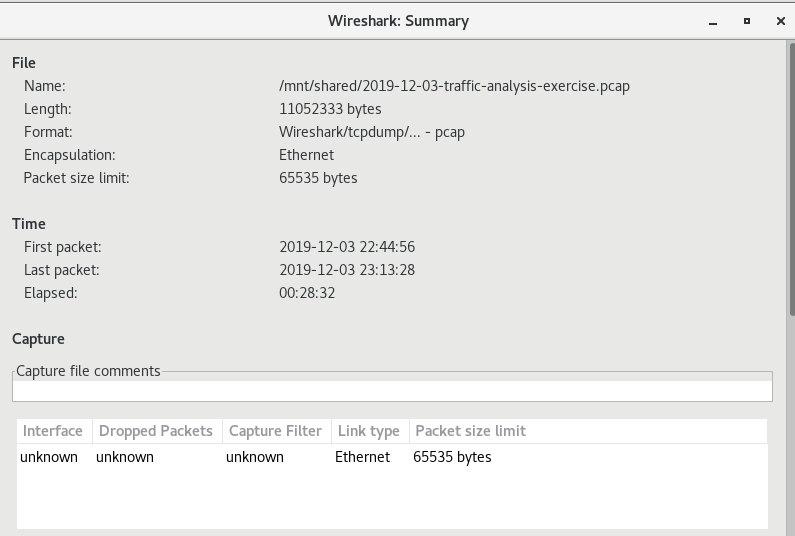 Wireshark: Summary
File
Name: /mnt/shared/2019-12-03-traffic-analysis-exercise.pcap
Length: 11052333 bytes
Format: Wireshark/tcpdump/... - pcap
Encapsulation: Ethernet
Packet size limit: 65535 bytes
Time
First packet: 2019-12-03 22:44:56
Last packet: 2019-12-03 23:13:28
Elapsed: 00:28:32
Capture
Capture file comments
Interface Dropped Packets Capture Filter Link type Packet size limit
unknown unknown unknown Ethernet 65535 bytes